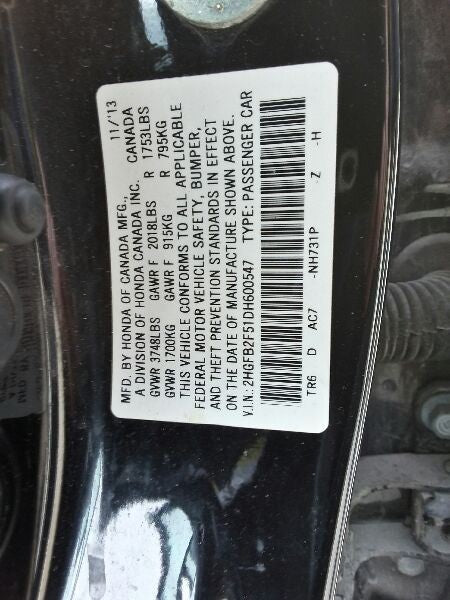 MFD. BY HONDA OF CANADA MFG., 11/'13
A DIVISION OF HONDA CANADA INC. CANADA
GVWR 3748LBS GAWR F 2018LBS R 1753LBS
GVWR 1700KG GAWR F 915KG R 795KG
THIS VEHICLE CONFORMS TO ALL APPLICABLE
FEDERAL MOTOR VEHICLE SAFETY, BUMPER,
AND THEFT PREVENTION STANDARDS IN EFFECT
ON THE DATE OF MANUFACTURE SHOWN ABOVE.
V.I.N.:2HGFB2F51DH600547 TYPE: PASSENGER CAR
TR6 D AC7 -NH731P Z -H